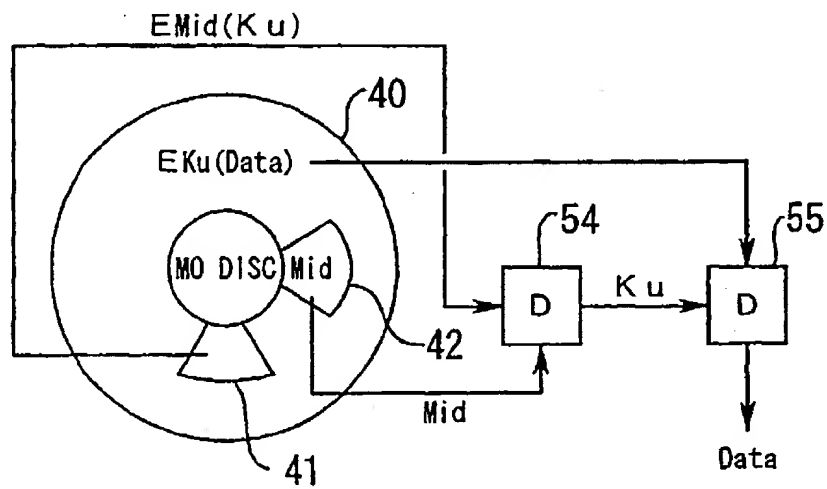 EMid(Ku)
40
EKu(Data)
54
55
MO DISC
Mid
D
Ku
D
42
Mid
41
Data